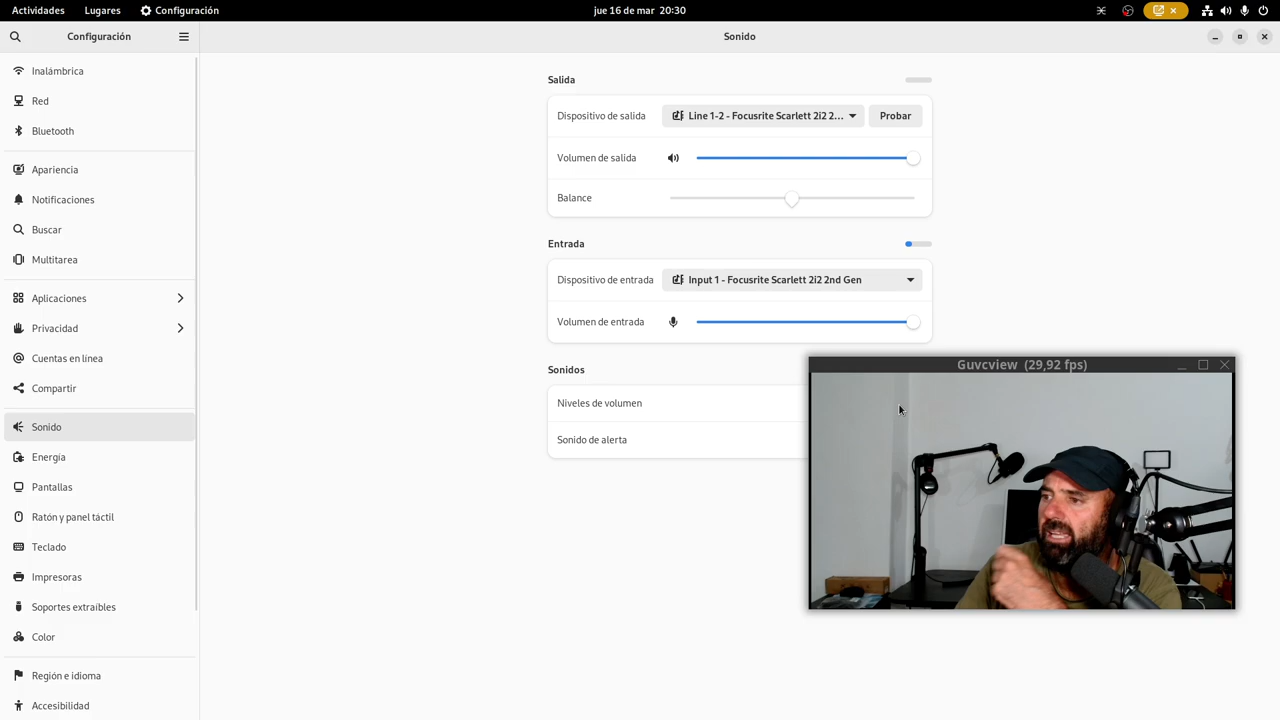 Actividades Lugares Configuración jue 16 de mar 20:30
Configuración Sonido
Inalámbrica
Red
Bluetooth
Apariencia
Notificaciones
Buscar
Multitarea
Aplicaciones
Privacidad
Cuentas en línea
Compartir
Sonido
Energía
Pantallas
Ratón y panel táctil
Teclado
Impresoras
Soportes extraíbles
Color
Región e idioma
Accesibilidad
Salida
Dispositivo de salida Line 1-2 - Focusrite Scarlett 2i2 2... Probar
Volumen de salida
Balance
Entrada
Dispositivo de entrada Input 1 - Focusrite Scarlett 2i2 2nd Gen
Volumen de entrada
Sonidos
Niveles de volumen
Sonido de alerta
Guvcview (29,92 fps)